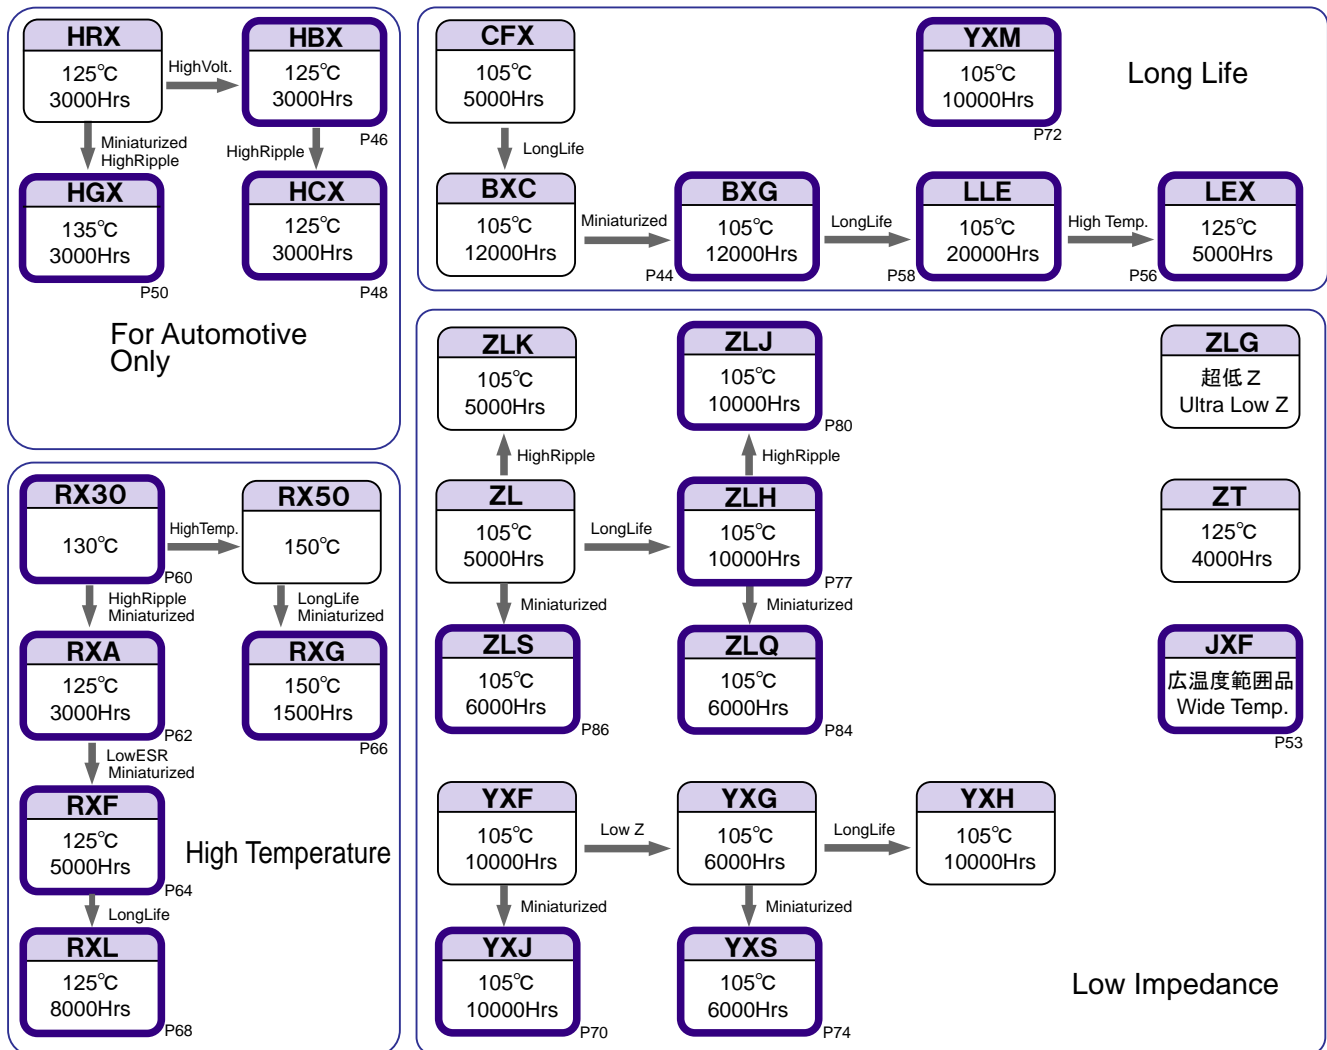 HRX
125℃
3000Hrs
HighVolt.
HBX
125℃
3000Hrs
P46
Miniaturized
HighRipple
HighRipple
HGX
135℃
3000Hrs
P50
HCX
125℃
3000Hrs
P48
For Automotive
Only
CFX
105℃
5000Hrs
LongLife
YXM
105℃
10000Hrs
P72
Long Life
BXC
105℃
12000Hrs
Miniaturized
BXG
105℃
12000Hrs
P44
LongLife
LLE
105℃
20000Hrs
P58
High Temp.
LEX
125℃
5000Hrs
P56
RX30
130℃
P60
HighTemp.
RX50
150℃
HighRipple
Miniaturized
LongLife
Miniaturized
RXA
125℃
3000Hrs
P62
RXG
150℃
1500Hrs
P66
LowESR
Miniaturized
RXF
125℃
5000Hrs
P64
High Temperature
LongLife
RXL
125℃
8000Hrs
P68
ZLK
105℃
5000Hrs
ZLJ
105℃
10000Hrs
P80
ZLG
超低Z
Ultra Low Z
HighRipple
HighRipple
ZL
105℃
5000Hrs
LongLife
ZLH
105℃
10000Hrs
P77
ZT
125℃
4000Hrs
Miniaturized
Miniaturized
ZLS
105℃
6000Hrs
P86
ZLQ
105℃
6000Hrs
P84
JXF
広温度範囲品
Wide Temp.
P53
YXF
105℃
10000Hrs
Low Z
YXG
105℃
6000Hrs
LongLife
YXH
105℃
10000Hrs
Miniaturized
Miniaturized
YXJ
105℃
10000Hrs
P70
YXS
105℃
6000Hrs
P74
Low Impedance